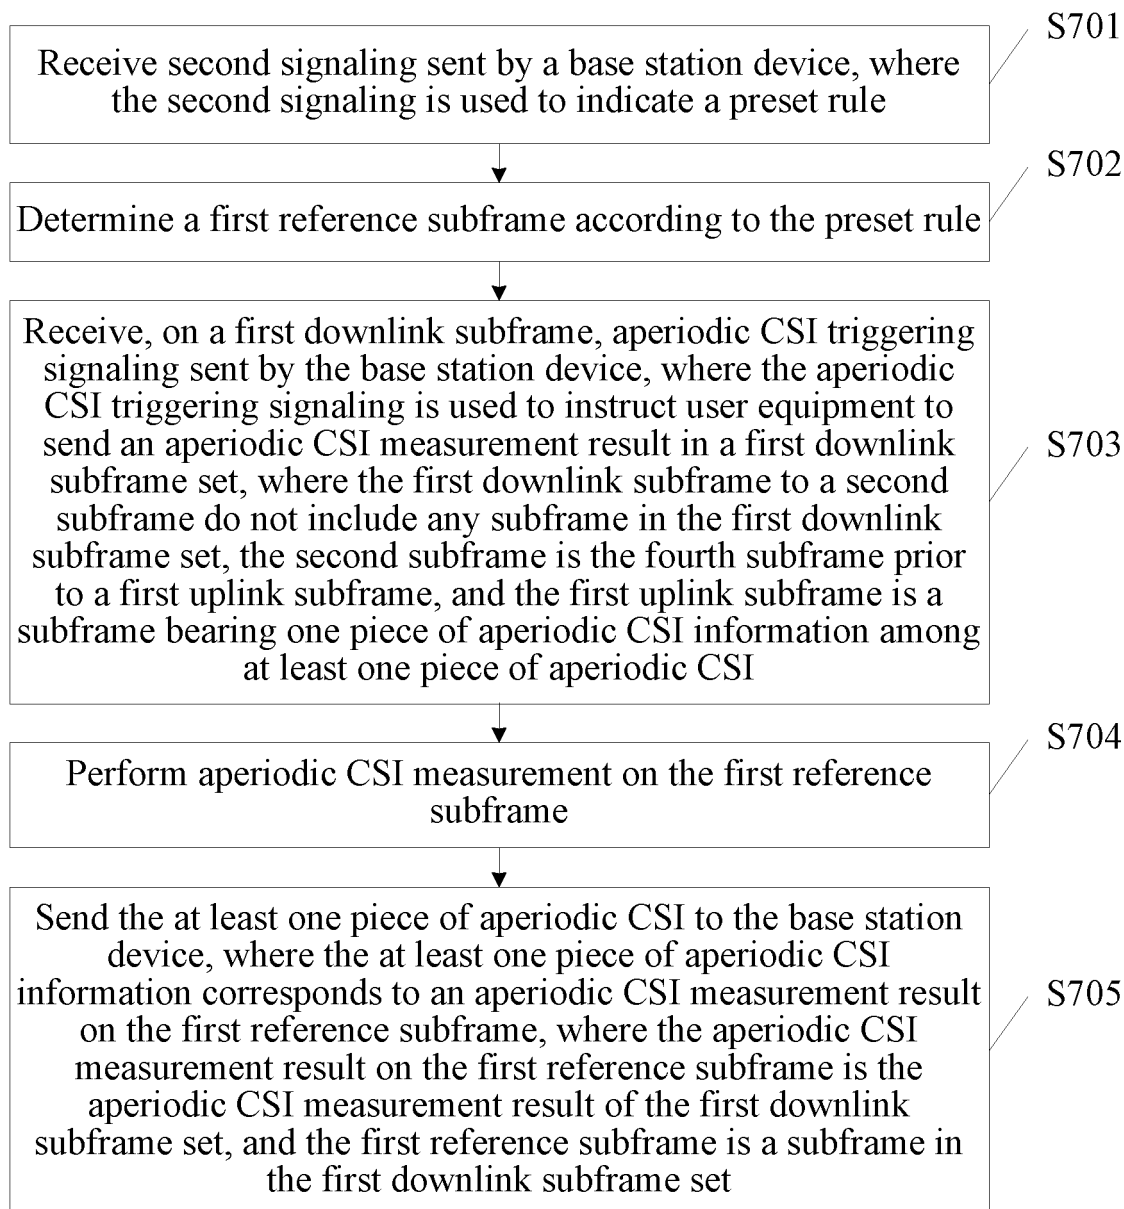 S701
Receive second signaling sent by a base station device, where
the second signaling is used to indicate a preset rule
S702
Determine a first reference subframe according to the preset rule
Receive, on a first downlink subframe, aperiodic CSI triggering
signaling sent by the base station device, where the aperiodic
CSI triggering signaling is used to instruct user equipment to
send an aperiodic CSI measurement result in a first downlink
subframe set, where the first downlink subframe to a second
subframe do not include any subframe in the first downlink
subframe set, the second subframe is the fourth subframe prior
to a first uplink subframe, and the first uplink subframe is a
subframe bearing one piece of aperiodic CSI information among
at least one piece of aperiodic CSI
S703
S704
Perform aperiodic CSI measurement on the first reference
subframe
Send the at least one piece of aperiodic CSI to the base station
device, where the at least one piece of aperiodic CSI
information corresponds to an aperiodic CSI measurement result
on the first reference subframe, where the aperiodic CSI
measurement result on the first reference subframe is the
aperiodic CSI measurement result of the first downlink
subframe set, and the first reference subframe is a subframe in
the first downlink subframe set
S705